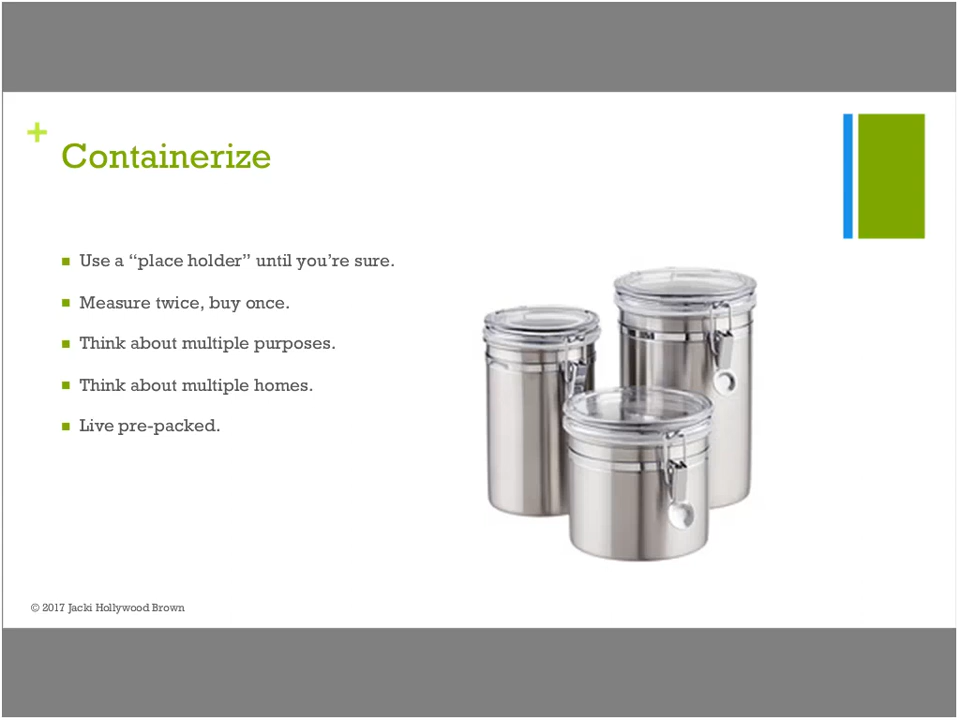 +
Containerize
■ Use a “place holder” until you’re sure.
■ Measure twice, buy once.
■ Think about multiple purposes.
■ Think about multiple homes.
■ Live pre-packed.
© 2017 Jacki Hollywood Brown